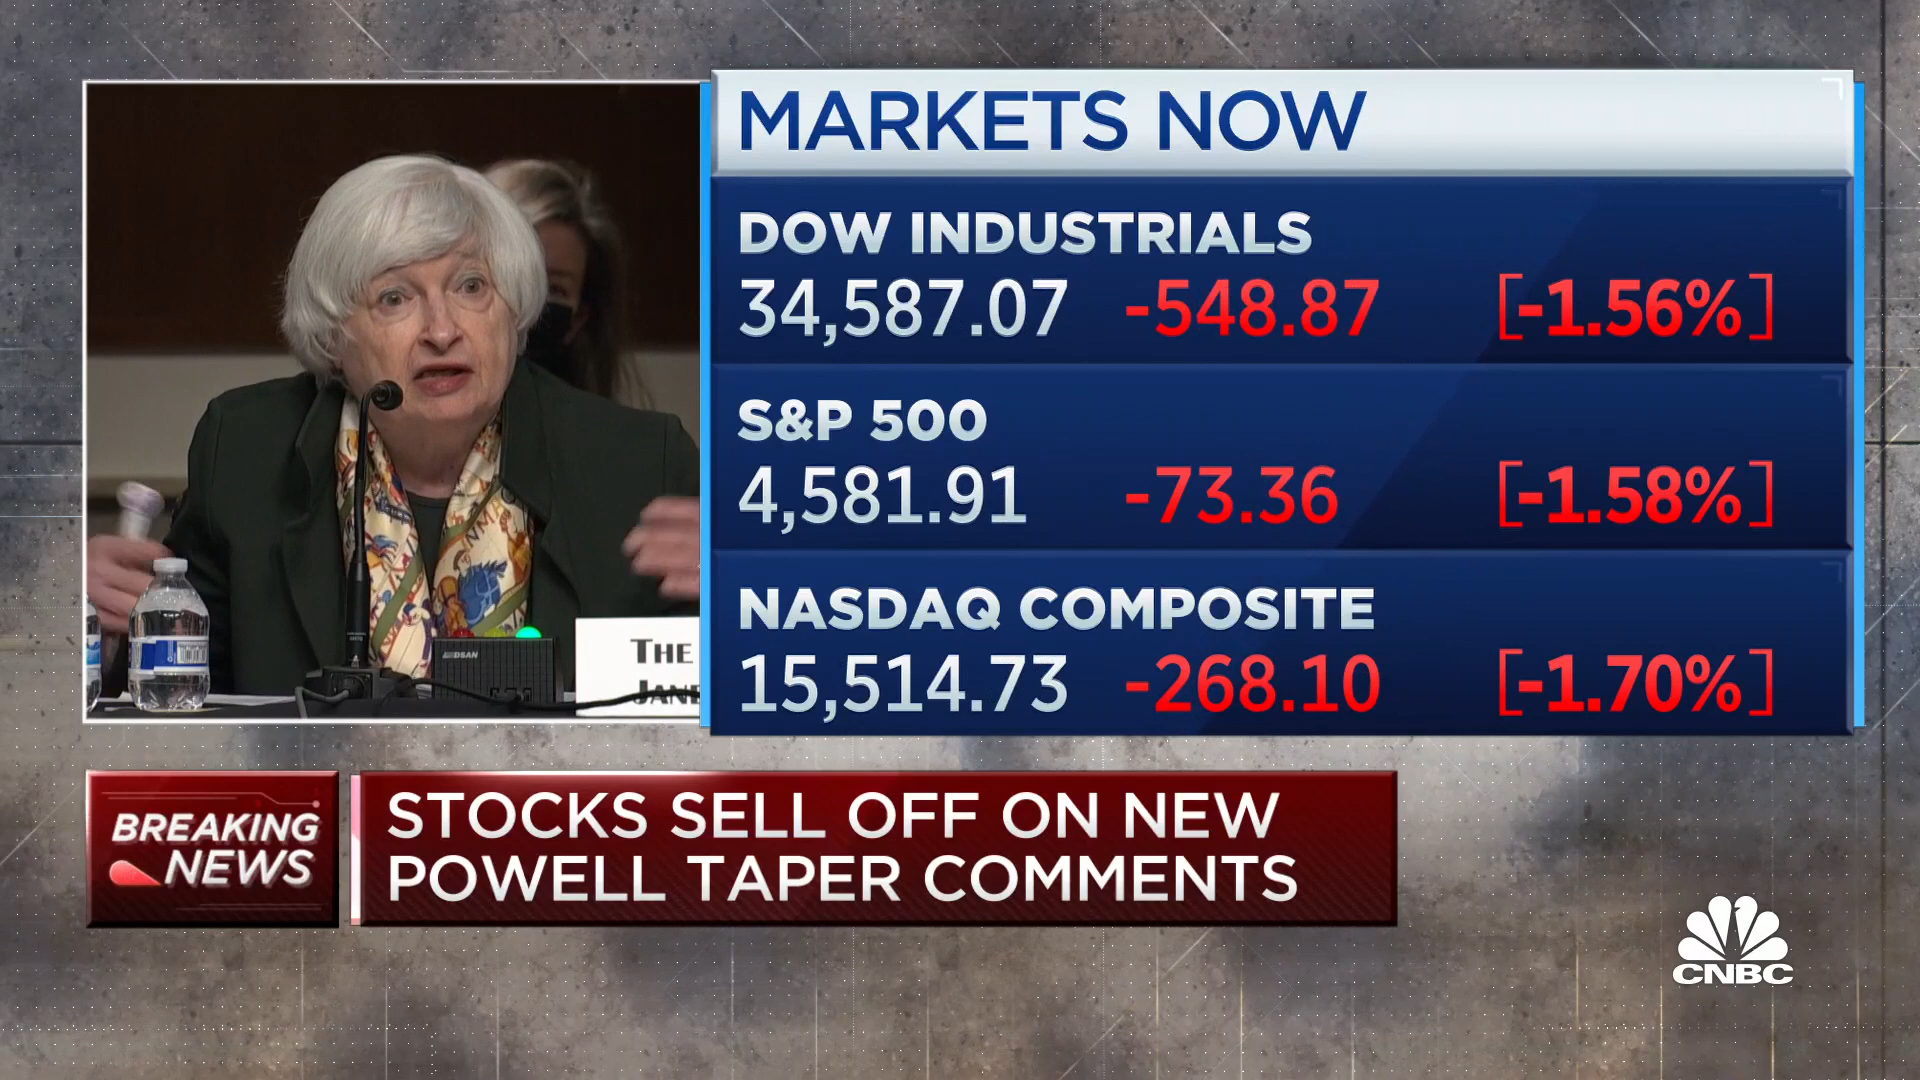 MARKETS NOW
DOW INDUSTRIALS
34,587.07 -548.87 [-1.56%]
S&P 500
4,581.91 -73.36 [-1.58%]
NASDAQ COMPOSITE
15,514.73 -268.10 [-1.70%]
THE
JANE
DSAN
BREAKING
NEWS
STOCKS SELL OFF ON NEW
POWELL TAPER COMMENTS
CNBC